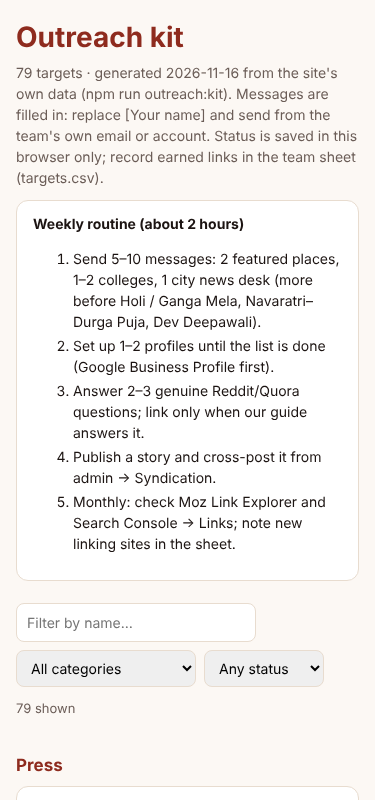 Outreach kit
79 targets · generated 2026-11-16 from the site's
own data (npm run outreach:kit). Messages are
filled in: replace [Your name] and send from the
team's own email or account. Status is saved in this
browser only; record earned links in the team sheet
(targets.csv).
Weekly routine (about 2 hours)
1. Send 5–10 messages: 2 featured places,
1–2 colleges, 1 city news desk (more
before Holi / Ganga Mela, Navaratri–
Durga Puja, Dev Deepawali).
2. Set up 1–2 profiles until the list is done
(Google Business Profile first).
3. Answer 2–3 genuine Reddit/Quora
questions; link only when our guide
answers it.
4. Publish a story and cross-post it from
admin → Syndication.
5. Monthly: check Moz Link Explorer and
Search Console → Links; note new
linking sites in the sheet.
Filter by name...
All categories
Any status
79 shown
Press